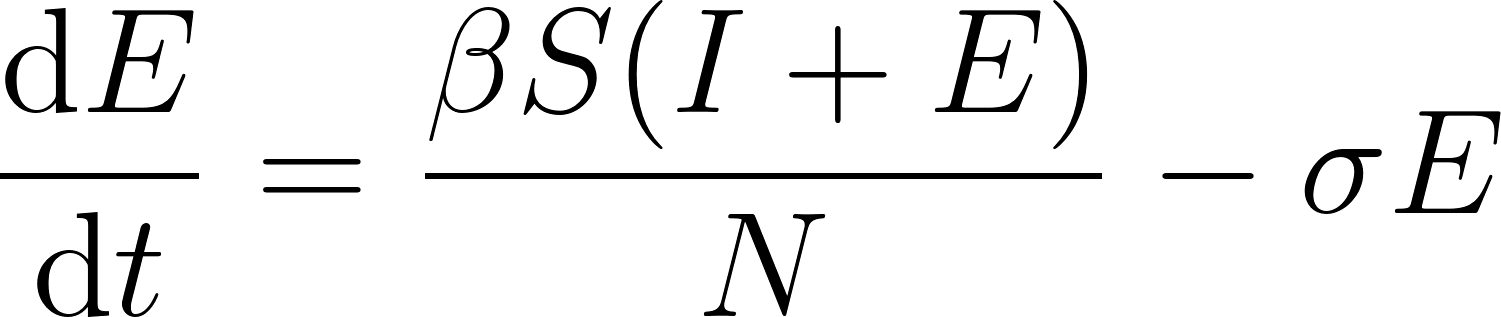 dE/dt = βS(I + E)/N − σE